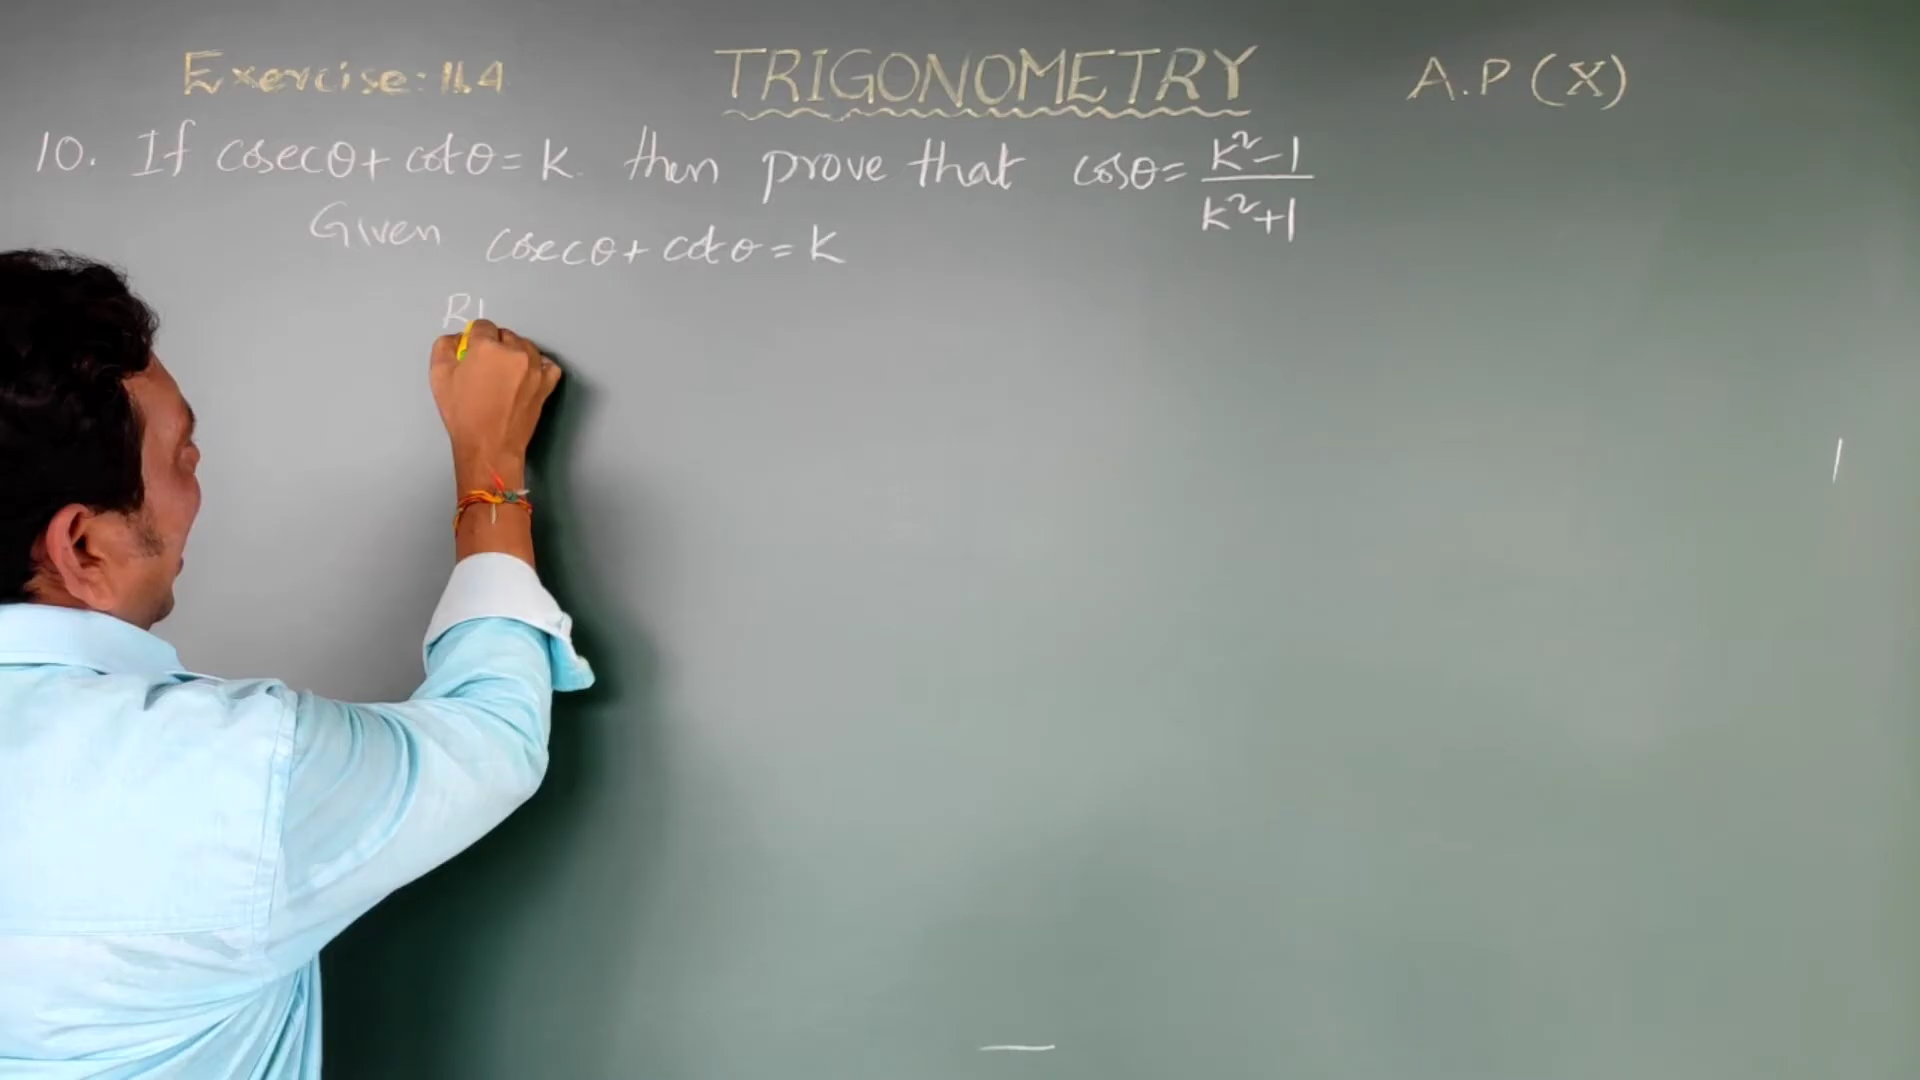 Exercise: 11.4 TRIGONOMETRY A.P (X)
10. If cosecθ + cotθ = K then prove that cosθ = \frac{K²-1}{K²+1}
Given cosecθ + cotθ = K